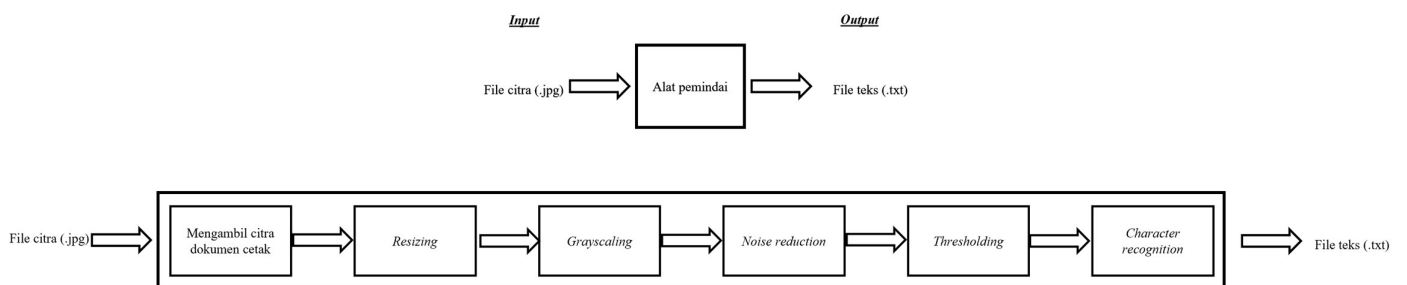 Input
Output
File citra (.jpg)
Alat pemindai
File teks (.txt)
File citra (.jpg)
Mengambil citra
dokumen cetak
Resizing
Grayscaling
Noise reduction
Thresholding
Character
recognition
File teks (.txt)